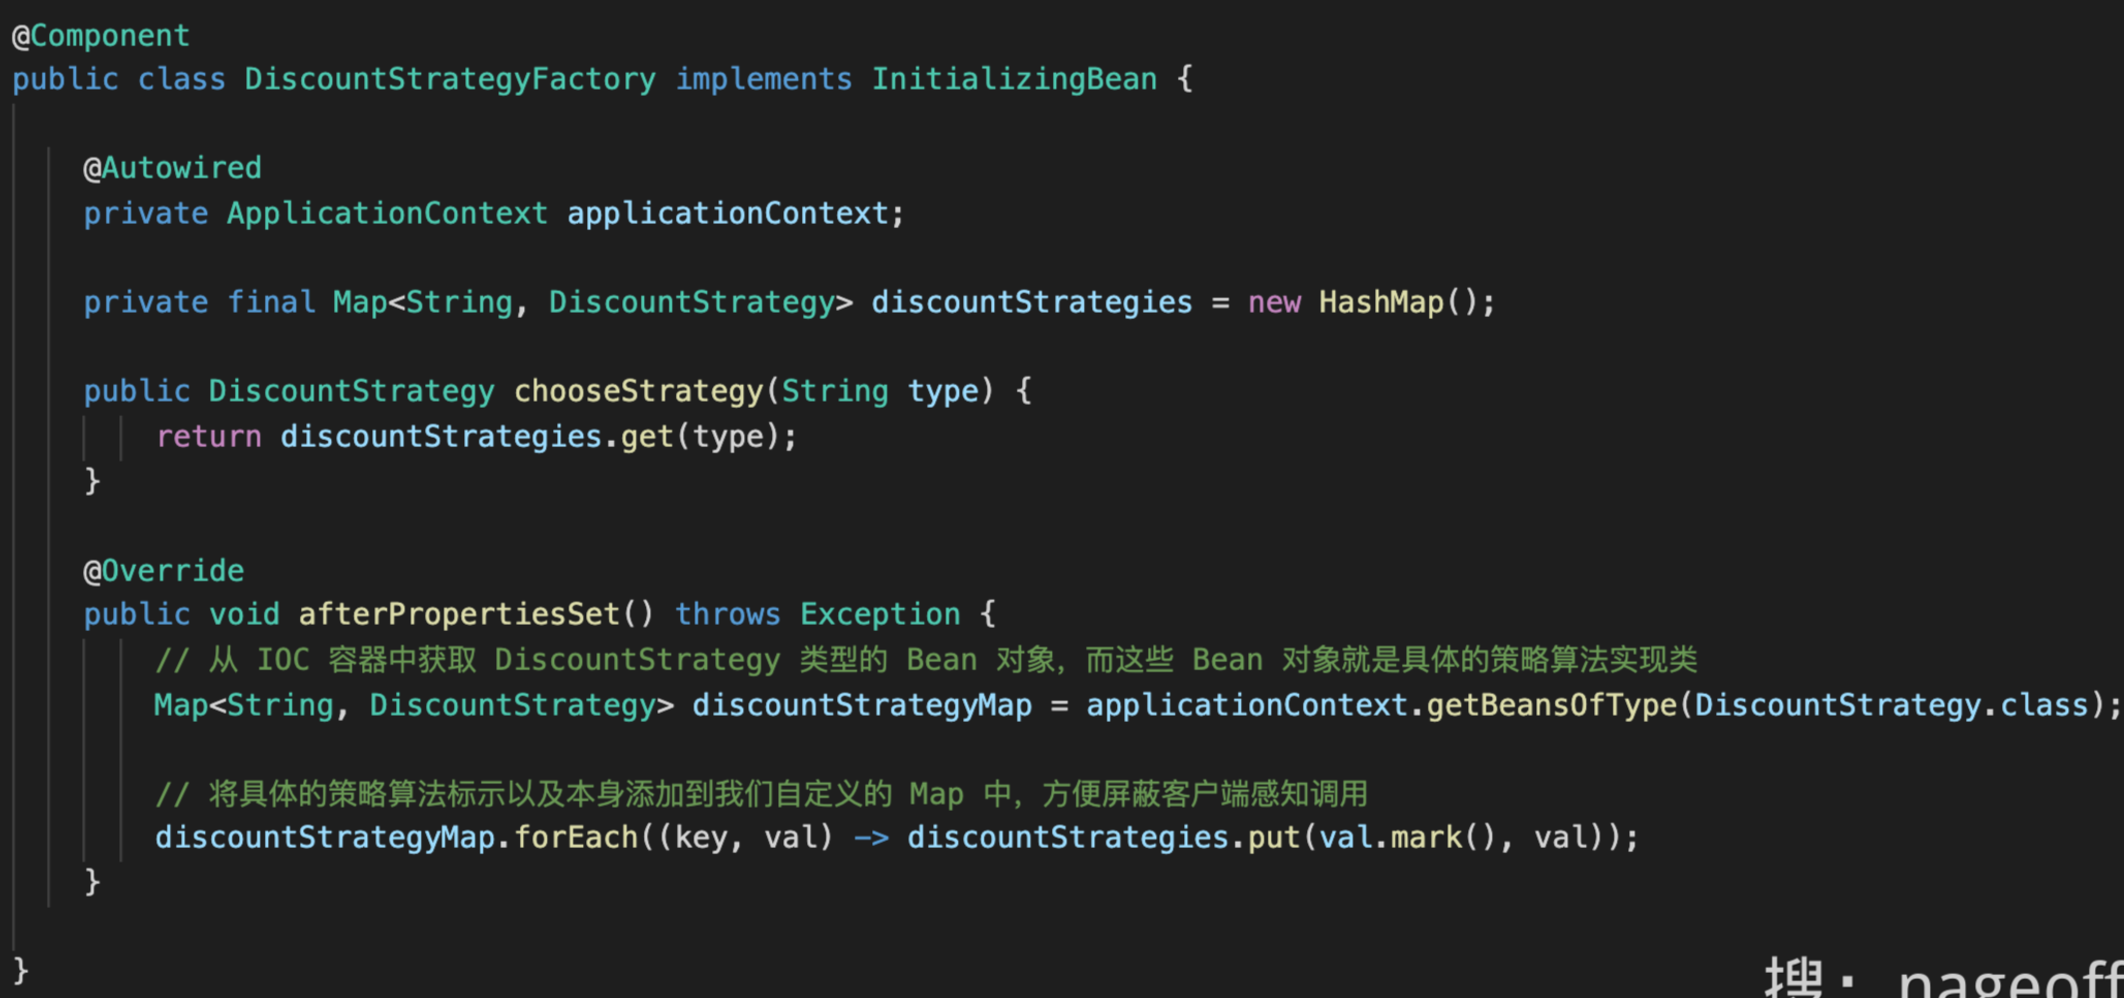 @Component
public class DiscountStrategyFactory implements InitializingBean {
@Autowired
private ApplicationContext applicationContext;
private final Map<String, DiscountStrategy> discountStrategies = new HashMap();
public DiscountStrategy chooseStrategy(String type) {
return discountStrategies.get(type);
}
@Override
public void afterPropertiesSet() throws Exception {
// 从 IOC 容器中获取 DiscountStrategy 类型的 Bean 对象，而这些 Bean 对象就是具体的策略算法实现类
Map<String, DiscountStrategy> discountStrategyMap = applicationContext.getBeansOfType(DiscountStrategy.class);
// 将具体的策略算法标示以及本身添加到我们自定义的 Map 中，方便屏蔽客户端感知调用
discountStrategyMap.forEach((key, val) -> discountStrategies.put(val.mark(), val));
}
}
搜: nageoff